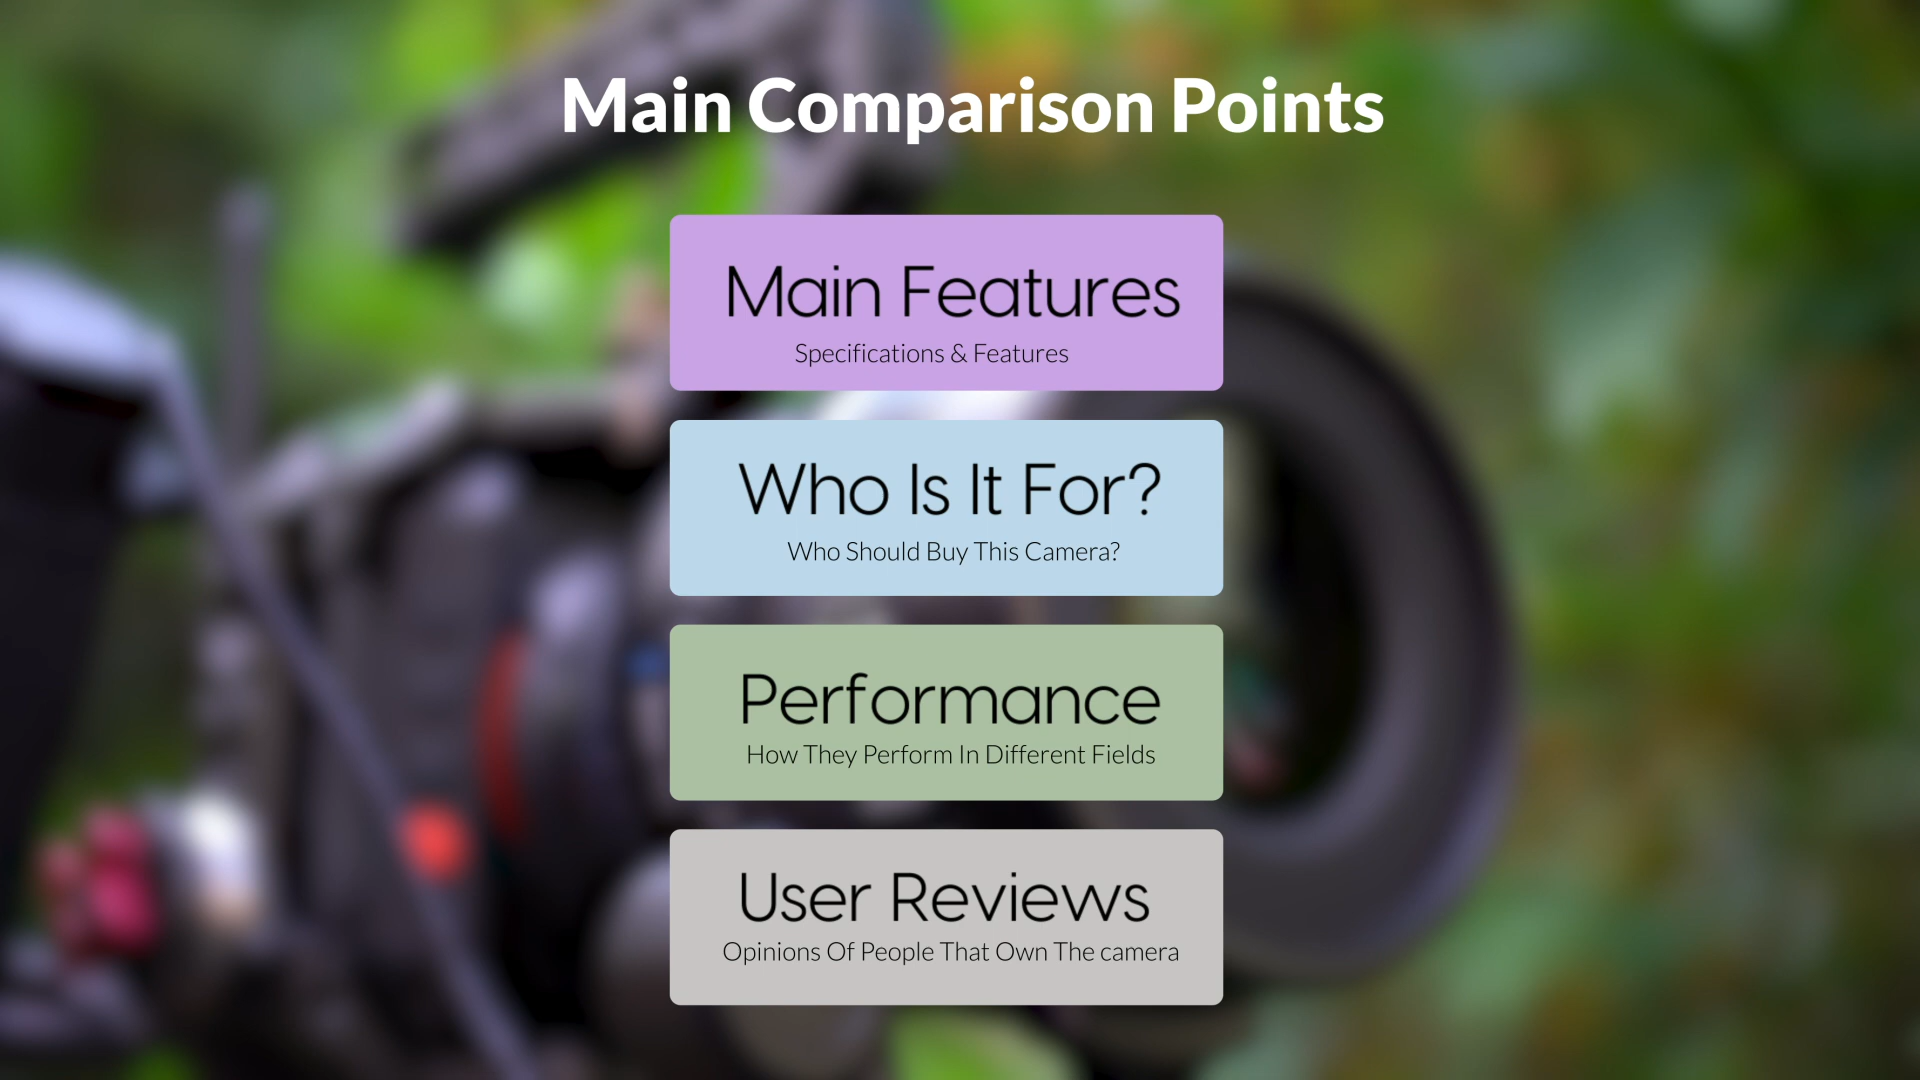 Main Comparison Points
Main Features
Specifications & Features
Who Is It For?
Who Should Buy This Camera?
Performance
How They Perform In Different Fields
User Reviews
Opinions Of People That Own The camera